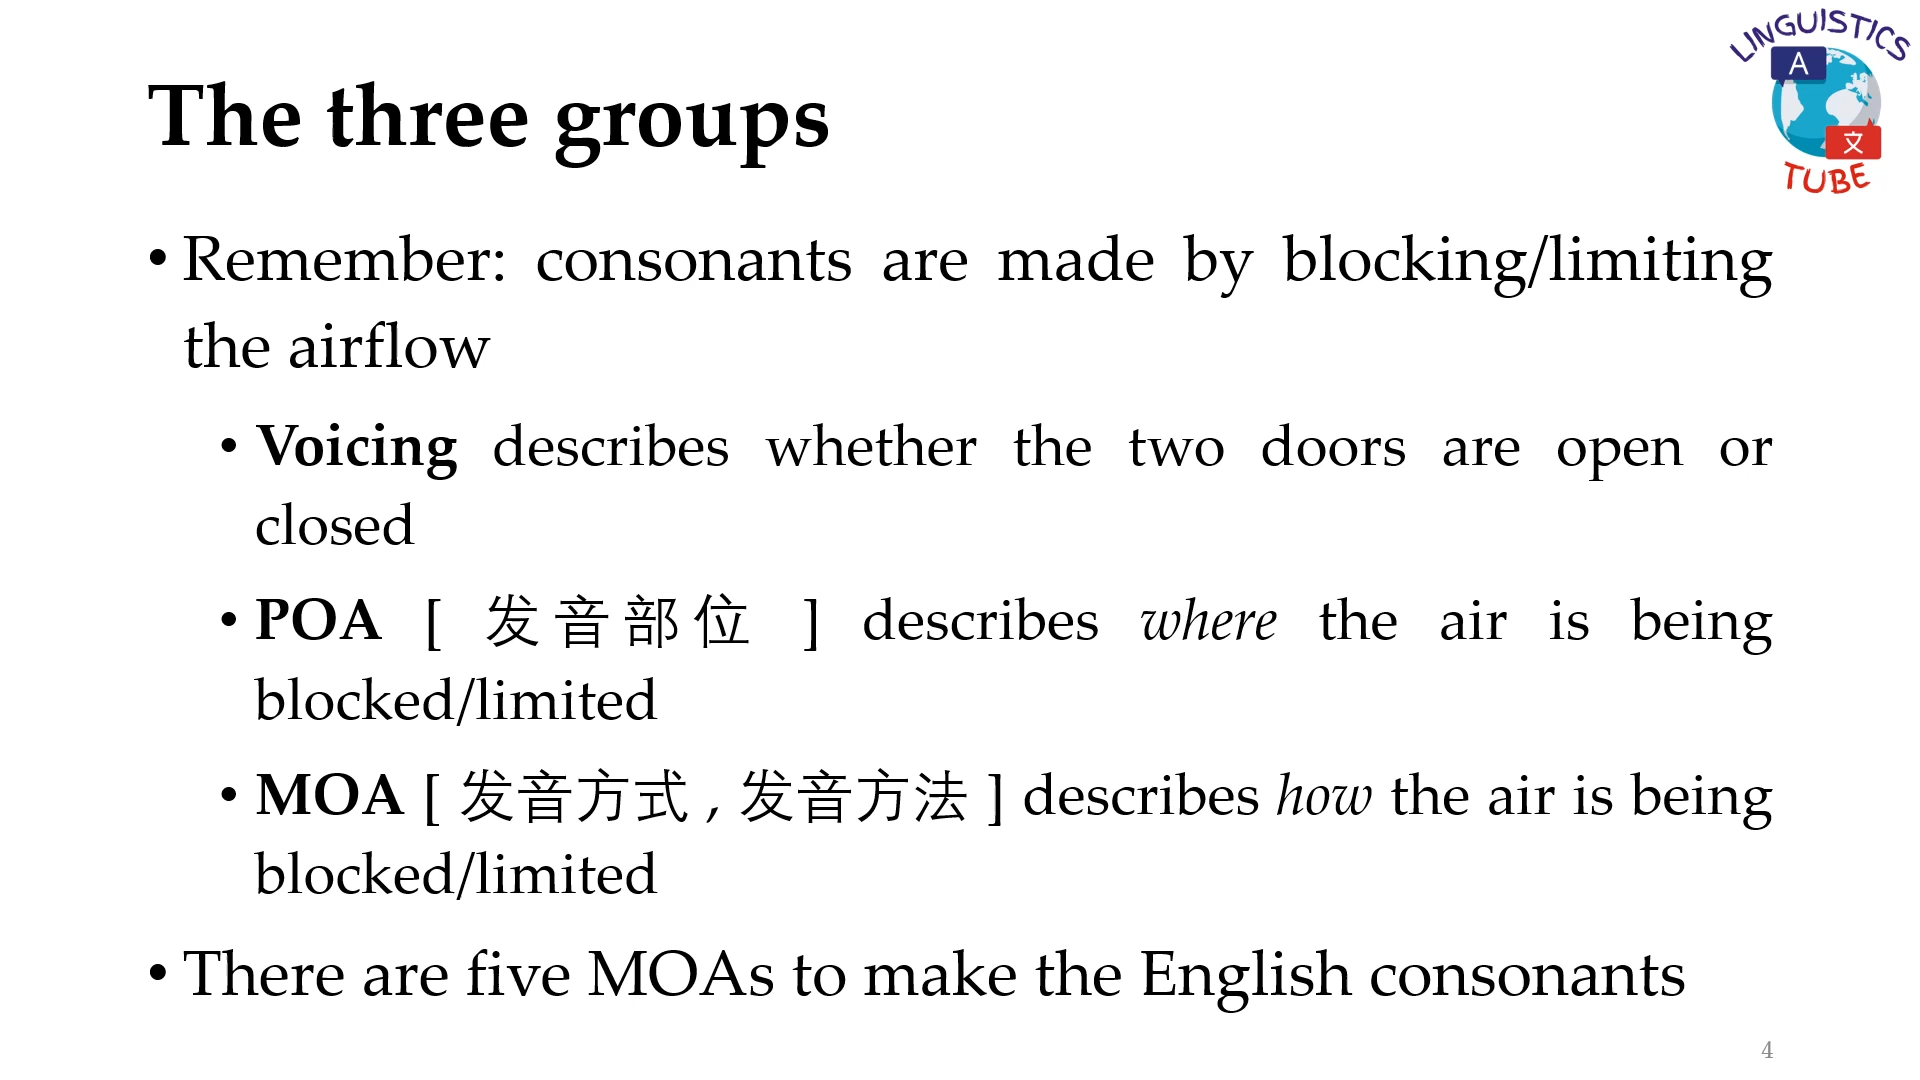 LINGUISTICS
A
文
TUBE
The three groups
• Remember: consonants are made by blocking/limiting
the airflow
• Voicing describes whether the two doors are open or
closed
• POA [ 发音部位 ] describes where the air is being
blocked/limited
• MOA [ 发音方式 , 发音方法 ] describes how the air is being
blocked/limited
• There are five MOAs to make the English consonants
4